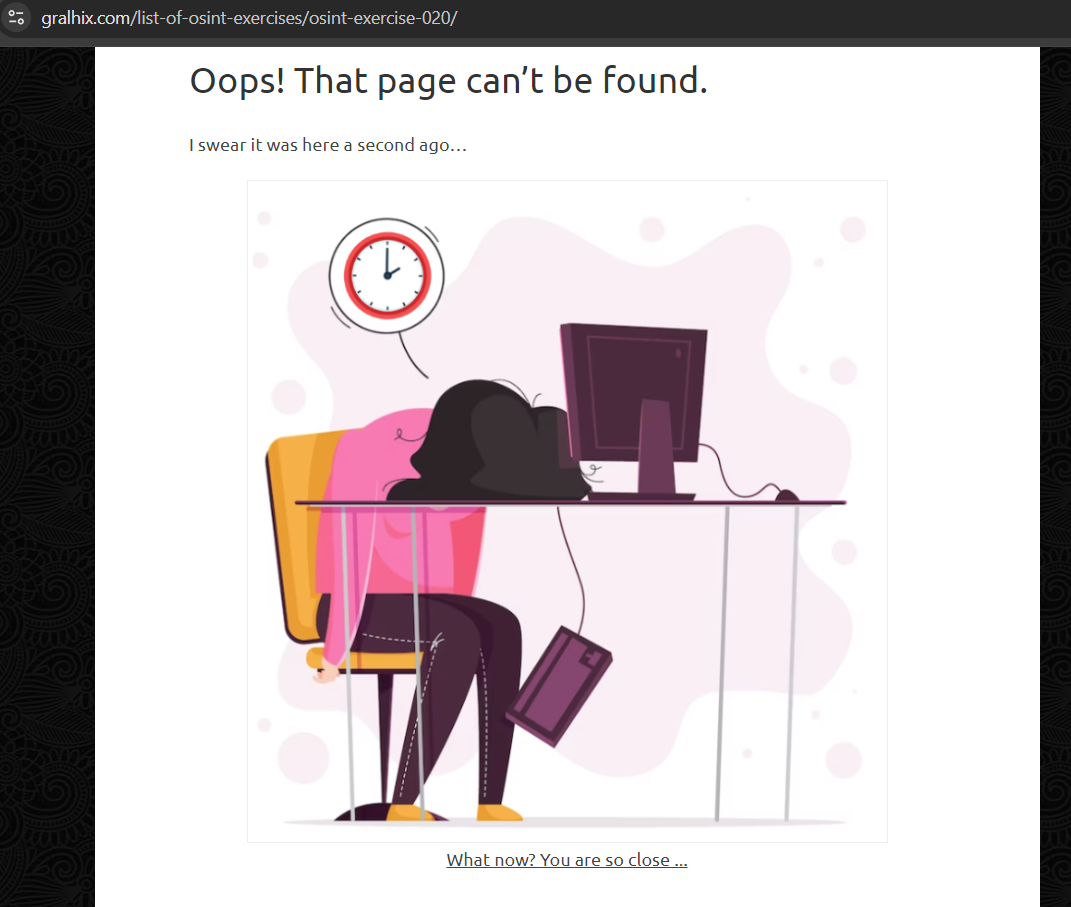 gralhix.com/list-of-osint-exercises/osint-exercise-020/
Oops! That page can’t be found.
I swear it was here a second ago…
What now? You are so close ...